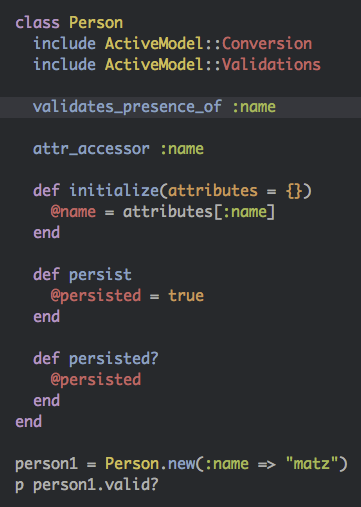 class Person
  include ActiveModel::Conversion
  include ActiveModel::Validations

  validates_presence_of :name

  attr_accessor :name

  def initialize(attributes = {})
    @name = attributes[:name]
  end

  def persist
    @persisted = true
  end

  def persisted?
    @persisted
  end
end

person1 = Person.new(:name => "matz")
p person1.valid?